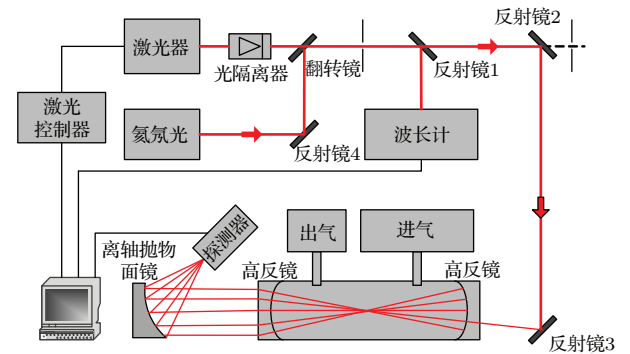 反射镜2
激光器
光隔离器
翻转镜
反射镜1
激光
控制器
氦氖光
反射镜4
波长计
离轴抛物
面镜
探测器
出气
进气
高反镜
高反镜
反射镜3